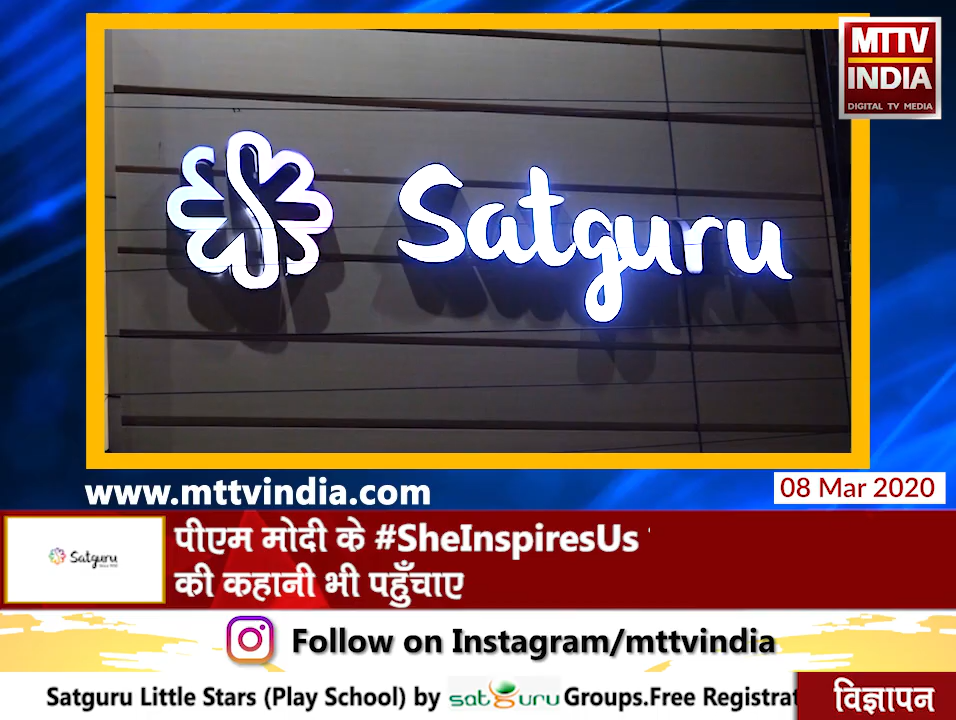 MTTV
INDIA
DIGITAL TV MEDIA
Satguru
www.mttvindia.com
08 Mar 2020
Satguru
पीएम मोदी के #SheInspiresUs
की कहानी भी पहुँचाए
Follow on Instagram/mttvindia
Satguru Little Stars (Play School) by satguru Groups.Free Registrat
विज्ञापन